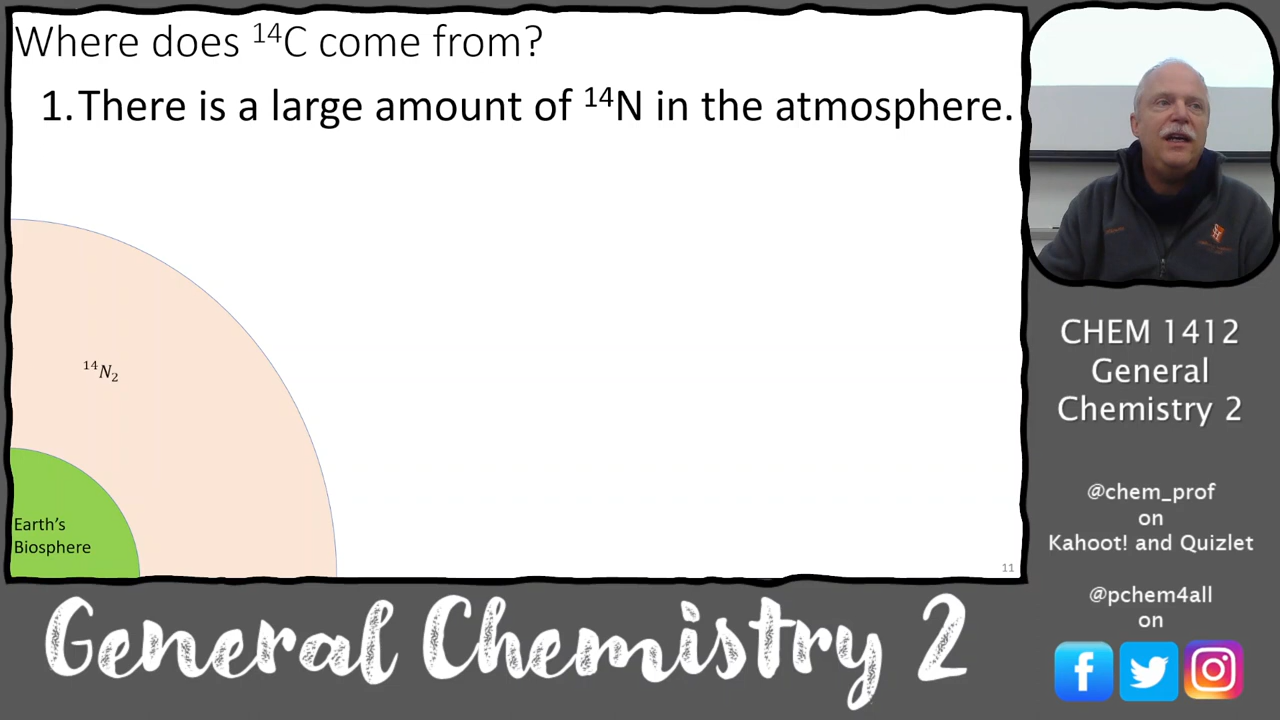 Where does ¹⁴C come from?
1. There is a large amount of ¹⁴N in the atmosphere.
¹⁴N₂
Earth’s
Biosphere
11
CHEM 1412
General
Chemistry 2
@chem_prof
on
Kahoot! and Quizlet
@pchem4all
on
General Chemistry 2